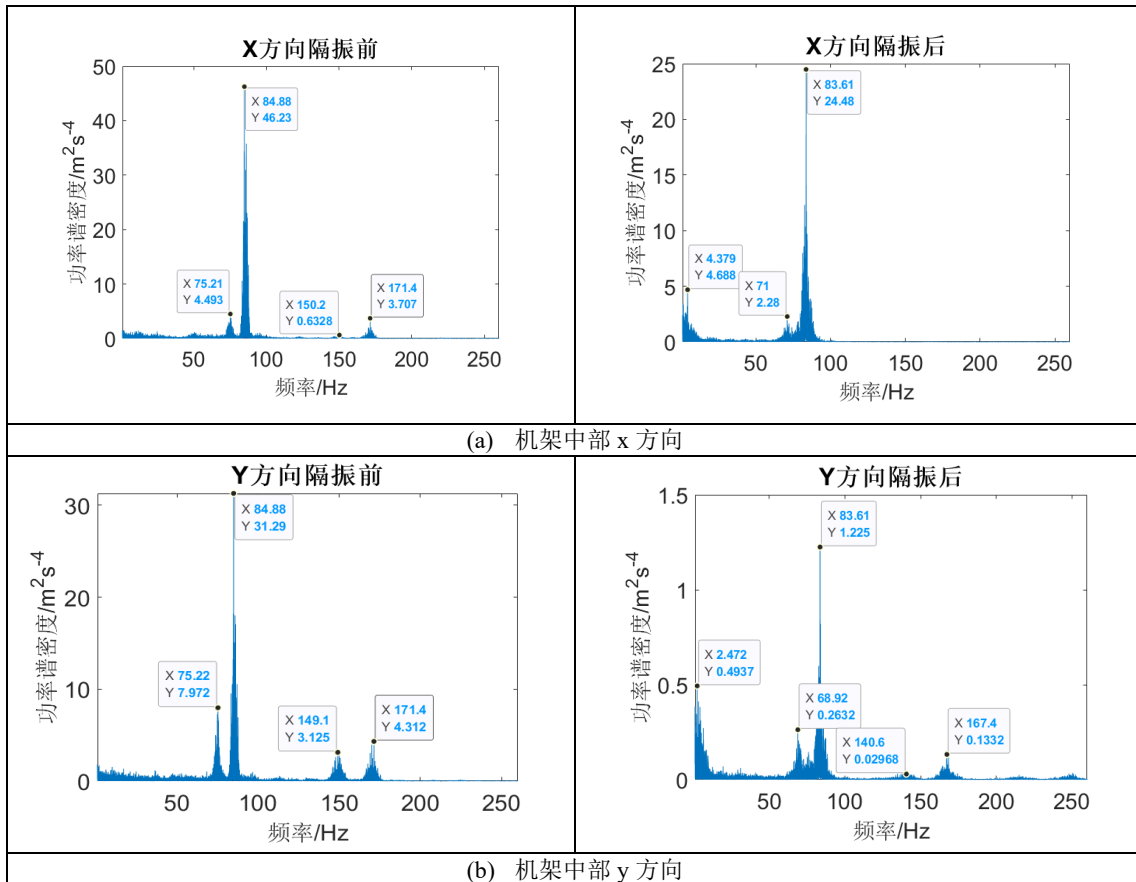 X方向隔振前
功率谱密度/m²s⁻⁴
50
40
30
20
10
0
X 84.88
Y 46.23
X 75.21
Y 4.493
X 150.2
Y 0.6328
X 171.4
Y 3.707
50 100 150 200 250
频率/Hz
X方向隔振后
功率谱密度/m²s⁻⁴
25
20
15
10
5
0
X 83.61
Y 24.48
X 4.379
Y 4.688
X 71
Y 2.28
50 100 150 200 250
频率/Hz
(a) 机架中部 x 方向
Y方向隔振前
功率谱密度/m²s⁻⁴
30
20
10
0
X 84.88
Y 31.29
X 75.22
Y 7.972
X 149.1
Y 3.125
X 171.4
Y 4.312
50 100 150 200 250
频率/Hz
Y方向隔振后
功率谱密度/m²s⁻⁴
1.5
1
0.5
0
X 83.61
Y 1.225
X 2.472
Y 0.4937
X 68.92
Y 0.2632
X 140.6
Y 0.02968
X 167.4
Y 0.1332
50 100 150 200 250
频率/Hz
(b) 机架中部 y 方向